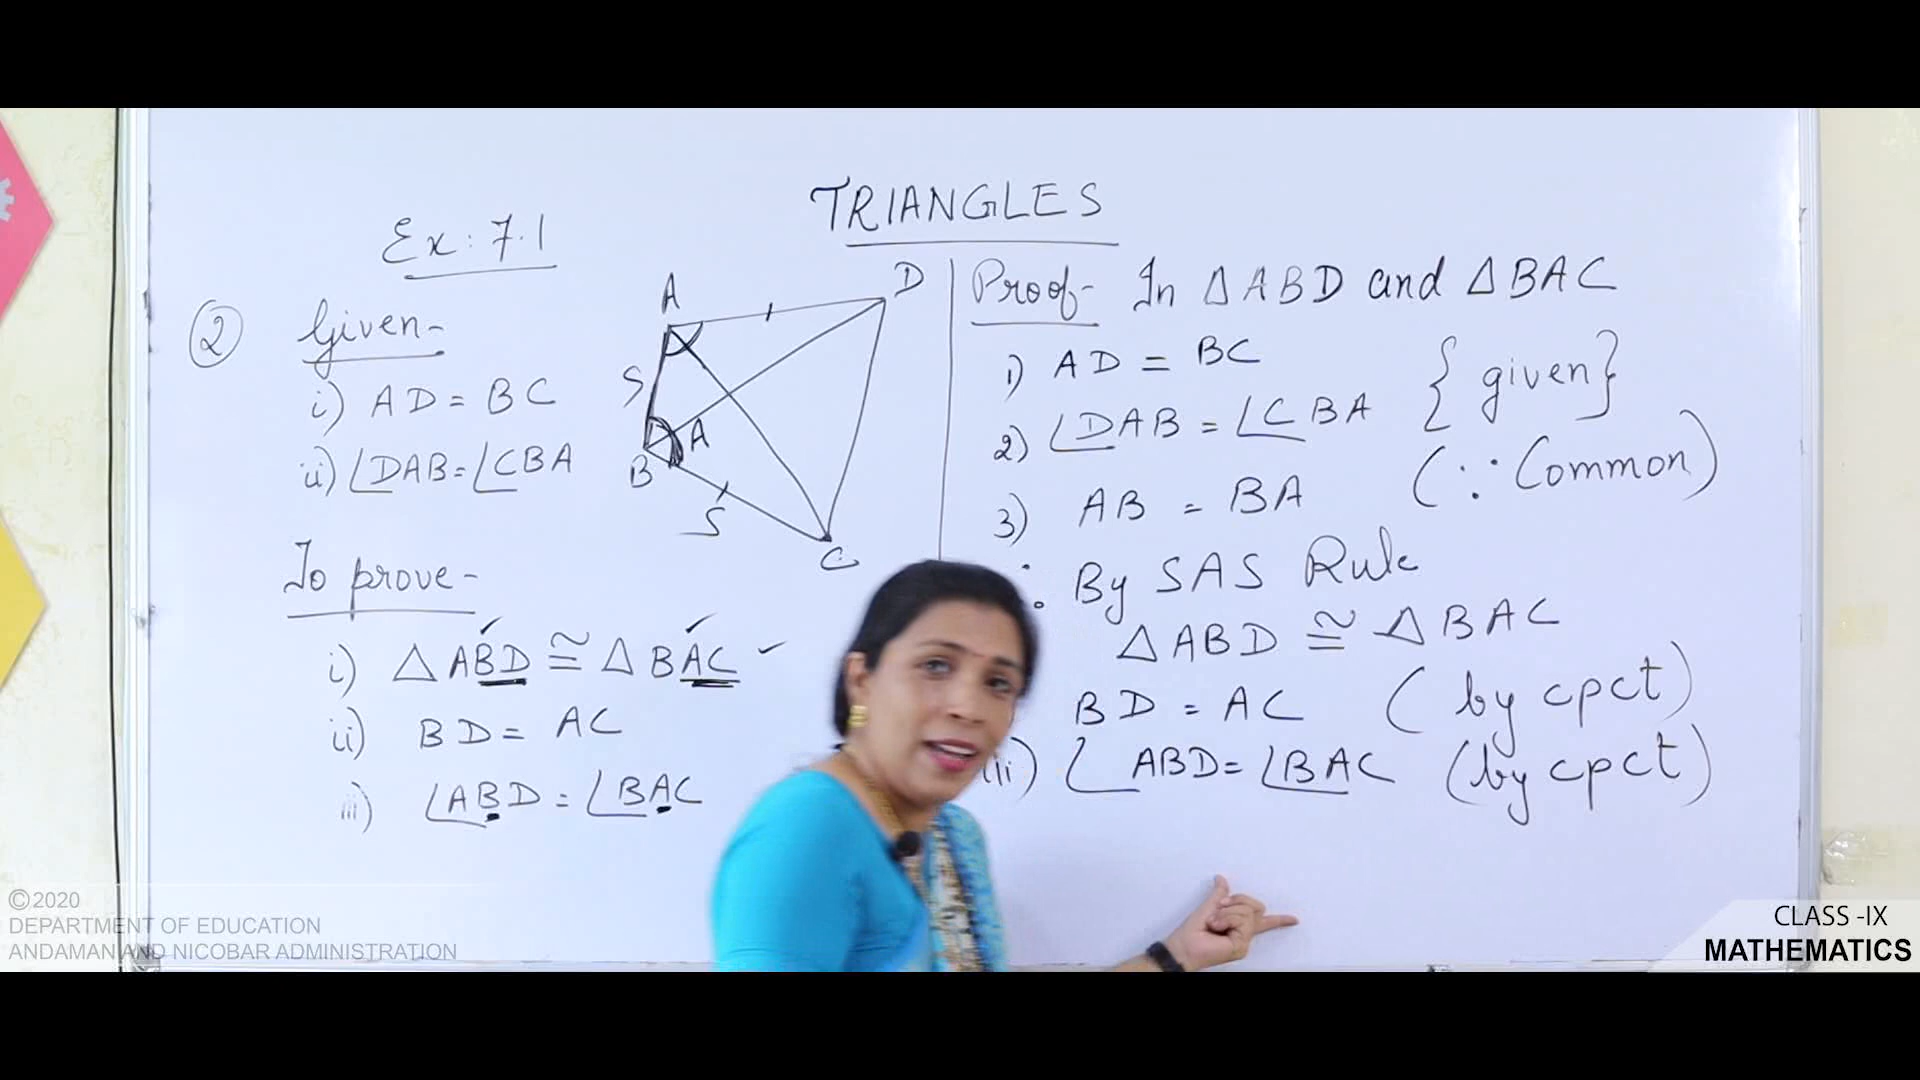 TRIANGLES
Ex: 7.1
2 Given-
i) AD = BC
ii) ∠DAB = ∠CBA
To prove-
i) △ABD ≅ △BAC
ii) BD = AC
iii) ∠ABD = ∠BAC
A
D
S
A
B
S
C
Proof- In △ABD and △BAC
1) AD = BC
2) ∠DAB = ∠CBA {given}
3) AB = BA (∵ Common)
∴ By SAS Rule
△ABD ≅ △BAC
BD = AC (by cpct)
iii) ∠ABD = ∠BAC (by cpct)
©2020
DEPARTMENT OF EDUCATION
ANDAMAN AND NICOBAR ADMINISTRATION
CLASS -IX
MATHEMATICS